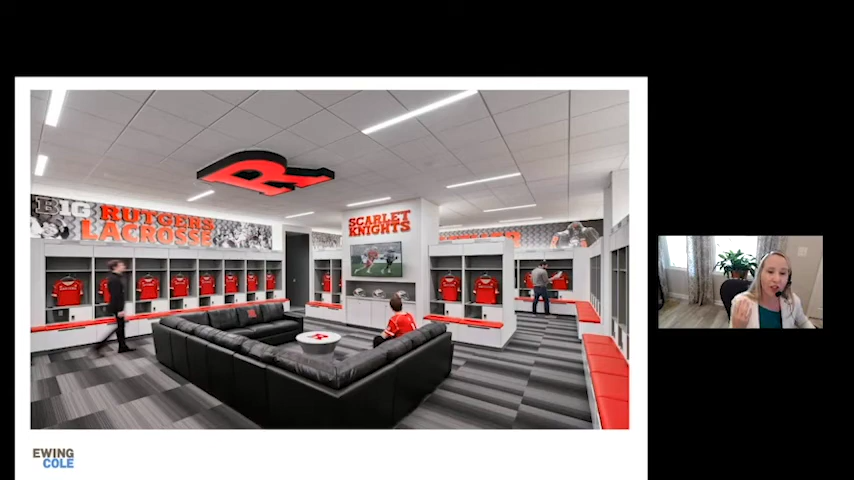 R
BIG
RUTGERS
LACROSSE
SCARLET
KNIGHTS
R
EWING
COLE